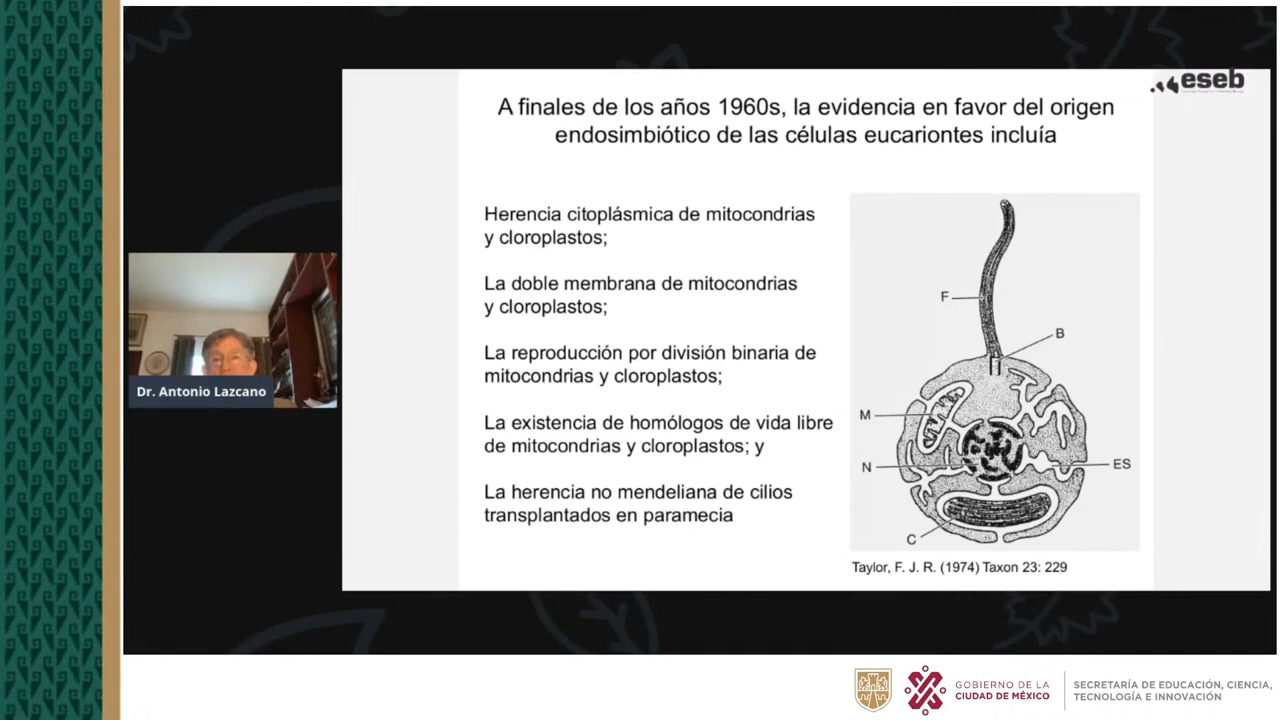 eseb
A finales de los años 1960s, la evidencia en favor del origen
endosimbiótico de las células eucariontes incluía
Herencia citoplásmica de mitocondrias
y cloroplastos;
La doble membrana de mitocondrias
y cloroplastos;
La reproducción por división binaria de
mitocondrias y cloroplastos;
La existencia de homólogos de vida libre
de mitocondrias y cloroplastos; y
La herencia no mendeliana de cilios
transplantados en paramecia
F
B
M
N
ES
C
Taylor, F. J. R. (1974) Taxon 23: 229
Dr. Antonio Lazcano
GOBIERNO DE LA
CIUDAD DE MÉXICO
SECRETARÍA DE EDUCACIÓN, CIENCIA,
TECNOLOGÍA E INNOVACIÓN